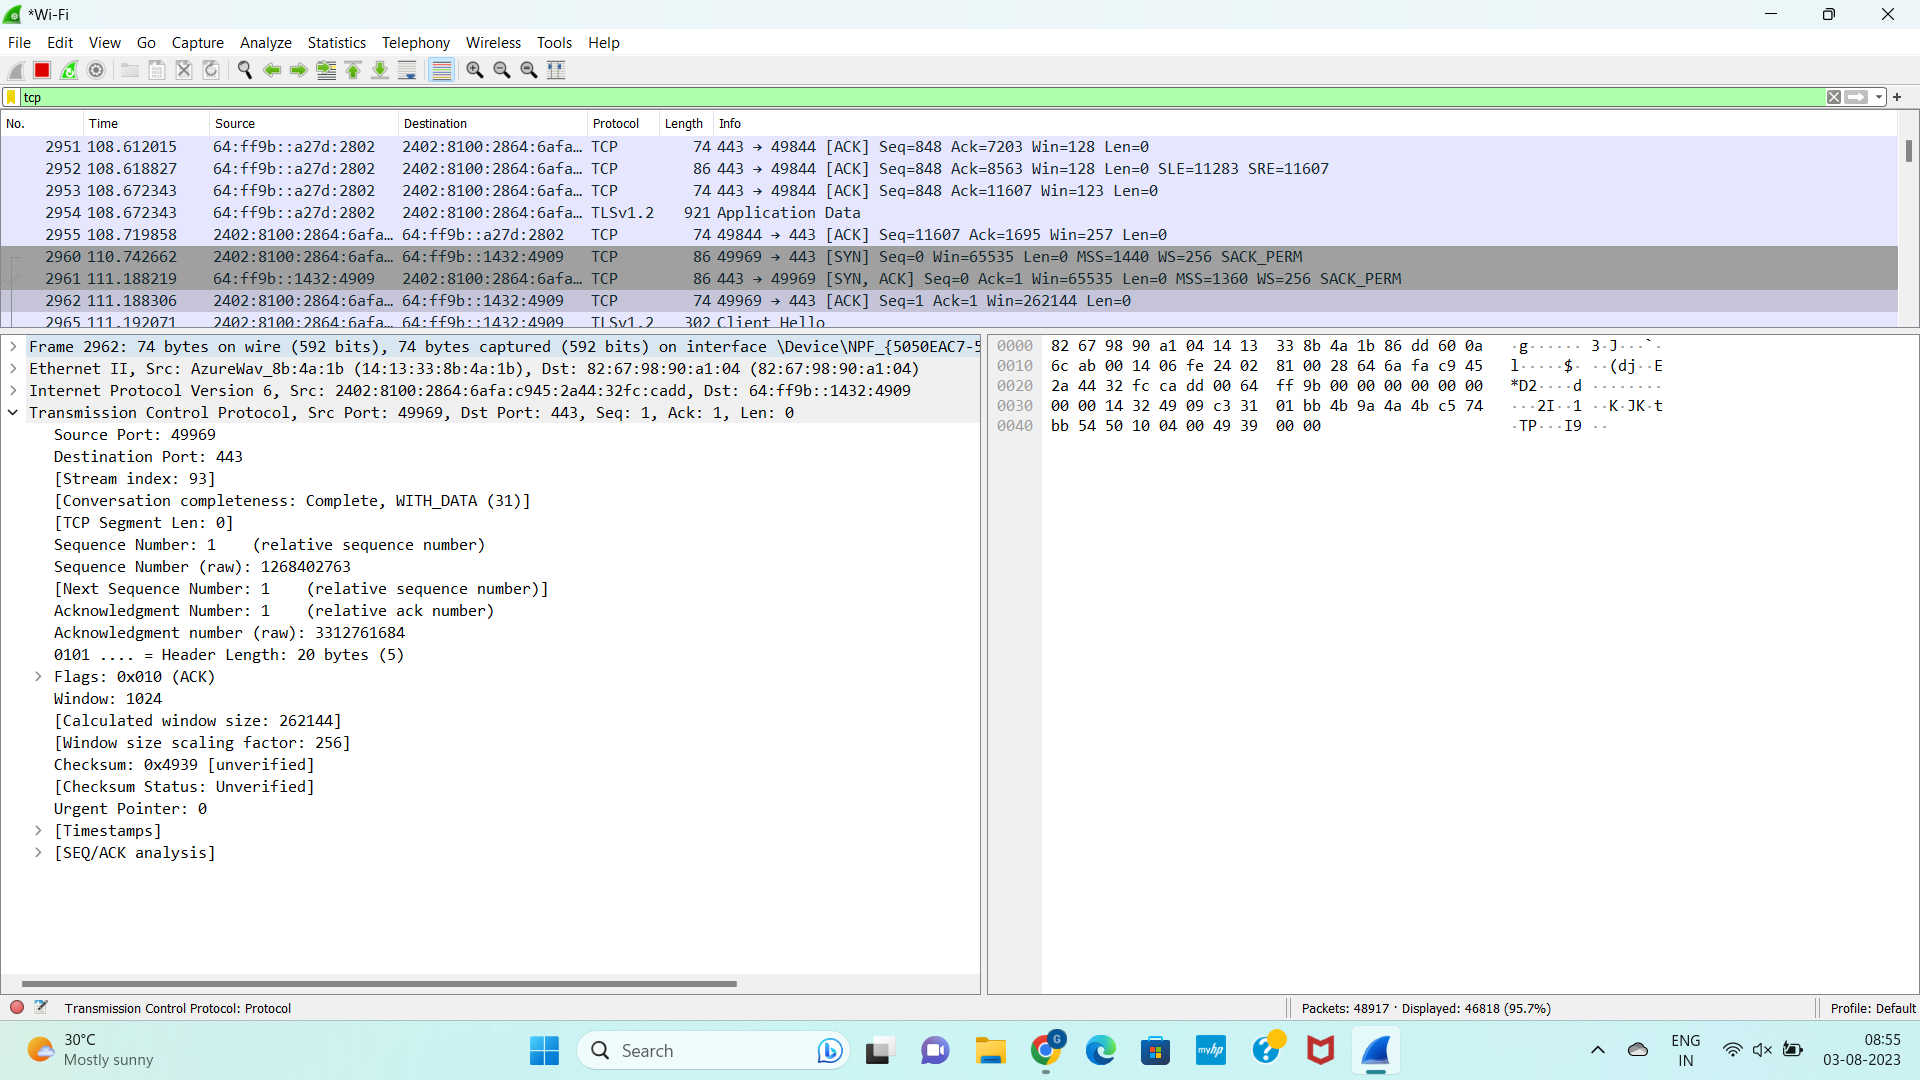 *Wi-Fi
File Edit View Go Capture Analyze Statistics Telephony Wireless Tools Help
tcp
No. Time Source Destination Protocol Length Info
2951 108.612015 64:ff9b::a27d:2802 2402:8100:2864:6afa… TCP 74 443 → 49844 [ACK] Seq=848 Ack=7203 Win=128 Len=0
2952 108.618827 64:ff9b::a27d:2802 2402:8100:2864:6afa… TCP 86 443 → 49844 [ACK] Seq=848 Ack=8563 Win=128 Len=0 SLE=11283 SRE=11607
2953 108.672343 64:ff9b::a27d:2802 2402:8100:2864:6afa… TCP 74 443 → 49844 [ACK] Seq=848 Ack=11607 Win=123 Len=0
2954 108.672343 64:ff9b::a27d:2802 2402:8100:2864:6afa… TLSv1.2 921 Application Data
2955 108.719858 2402:8100:2864:6afa… 64:ff9b::a27d:2802 TCP 74 49844 → 443 [ACK] Seq=11607 Ack=1695 Win=257 Len=0
2960 110.742662 2402:8100:2864:6afa… 64:ff9b::1432:4909 TCP 86 49969 → 443 [SYN] Seq=0 Win=65535 Len=0 MSS=1440 WS=256 SACK_PERM
2961 111.188219 64:ff9b::1432:4909 2402:8100:2864:6afa… TCP 86 443 → 49969 [SYN, ACK] Seq=0 Ack=1 Win=65535 Len=0 MSS=1360 WS=256 SACK_PERM
2962 111.188306 2402:8100:2864:6afa… 64:ff9b::1432:4909 TCP 74 49969 → 443 [ACK] Seq=1 Ack=1 Win=262144 Len=0
2965 111.192071 2402:8100:2864:6afa… 64:ff9b::1432:4909 TLSv1.2 302 Client Hello
Frame 2962: 74 bytes on wire (592 bits), 74 bytes captured (592 bits) on interface \Device\NPF_{5050EAC7-5
Ethernet II, Src: AzureWav_8b:4a:1b (14:13:33:8b:4a:1b), Dst: 82:67:98:90:a1:04 (82:67:98:90:a1:04)
Internet Protocol Version 6, Src: 2402:8100:2864:6afa:c945:2a44:32fc:cadd, Dst: 64:ff9b::1432:4909
Transmission Control Protocol, Src Port: 49969, Dst Port: 443, Seq: 1, Ack: 1, Len: 0
Source Port: 49969
Destination Port: 443
[Stream index: 93]
[Conversation completeness: Complete, WITH_DATA (31)]
[TCP Segment Len: 0]
Sequence Number: 1 (relative sequence number)
Sequence Number (raw): 1268402763
[Next Sequence Number: 1 (relative sequence number)]
Acknowledgment Number: 1 (relative ack number)
Acknowledgment number (raw): 3312761684
0101 .... = Header Length: 20 bytes (5)
Flags: 0x010 (ACK)
Window: 1024
[Calculated window size: 262144]
[Window size scaling factor: 256]
Checksum: 0x4939 [unverified]
[Checksum Status: Unverified]
Urgent Pointer: 0
[Timestamps]
[SEQ/ACK analysis]
0000 82 67 98 90 a1 04 14 13 33 8b 4a 1b 86 dd 60 0a ·g······ 3·J···`·
0010 6c ab 00 14 06 fe 24 02 81 00 28 64 6a fa c9 45 l·····$· ··(dj··E
0020 2a 44 32 fc ca dd 00 64 ff 9b 00 00 00 00 00 00 *D2····d ········
0030 00 00 14 32 49 09 c3 31 01 bb 4b 9a 4a 4b c5 74 ···2I··1 ··K·JK·t
0040 bb 54 50 10 04 00 49 39 00 00 ·TP···I9 ··
Transmission Control Protocol: Protocol
Packets: 48917 · Displayed: 46818 (95.7%)
Profile: Default
30°C
Mostly sunny
Search
G
myhp
ENG
IN
08:55
03-08-2023